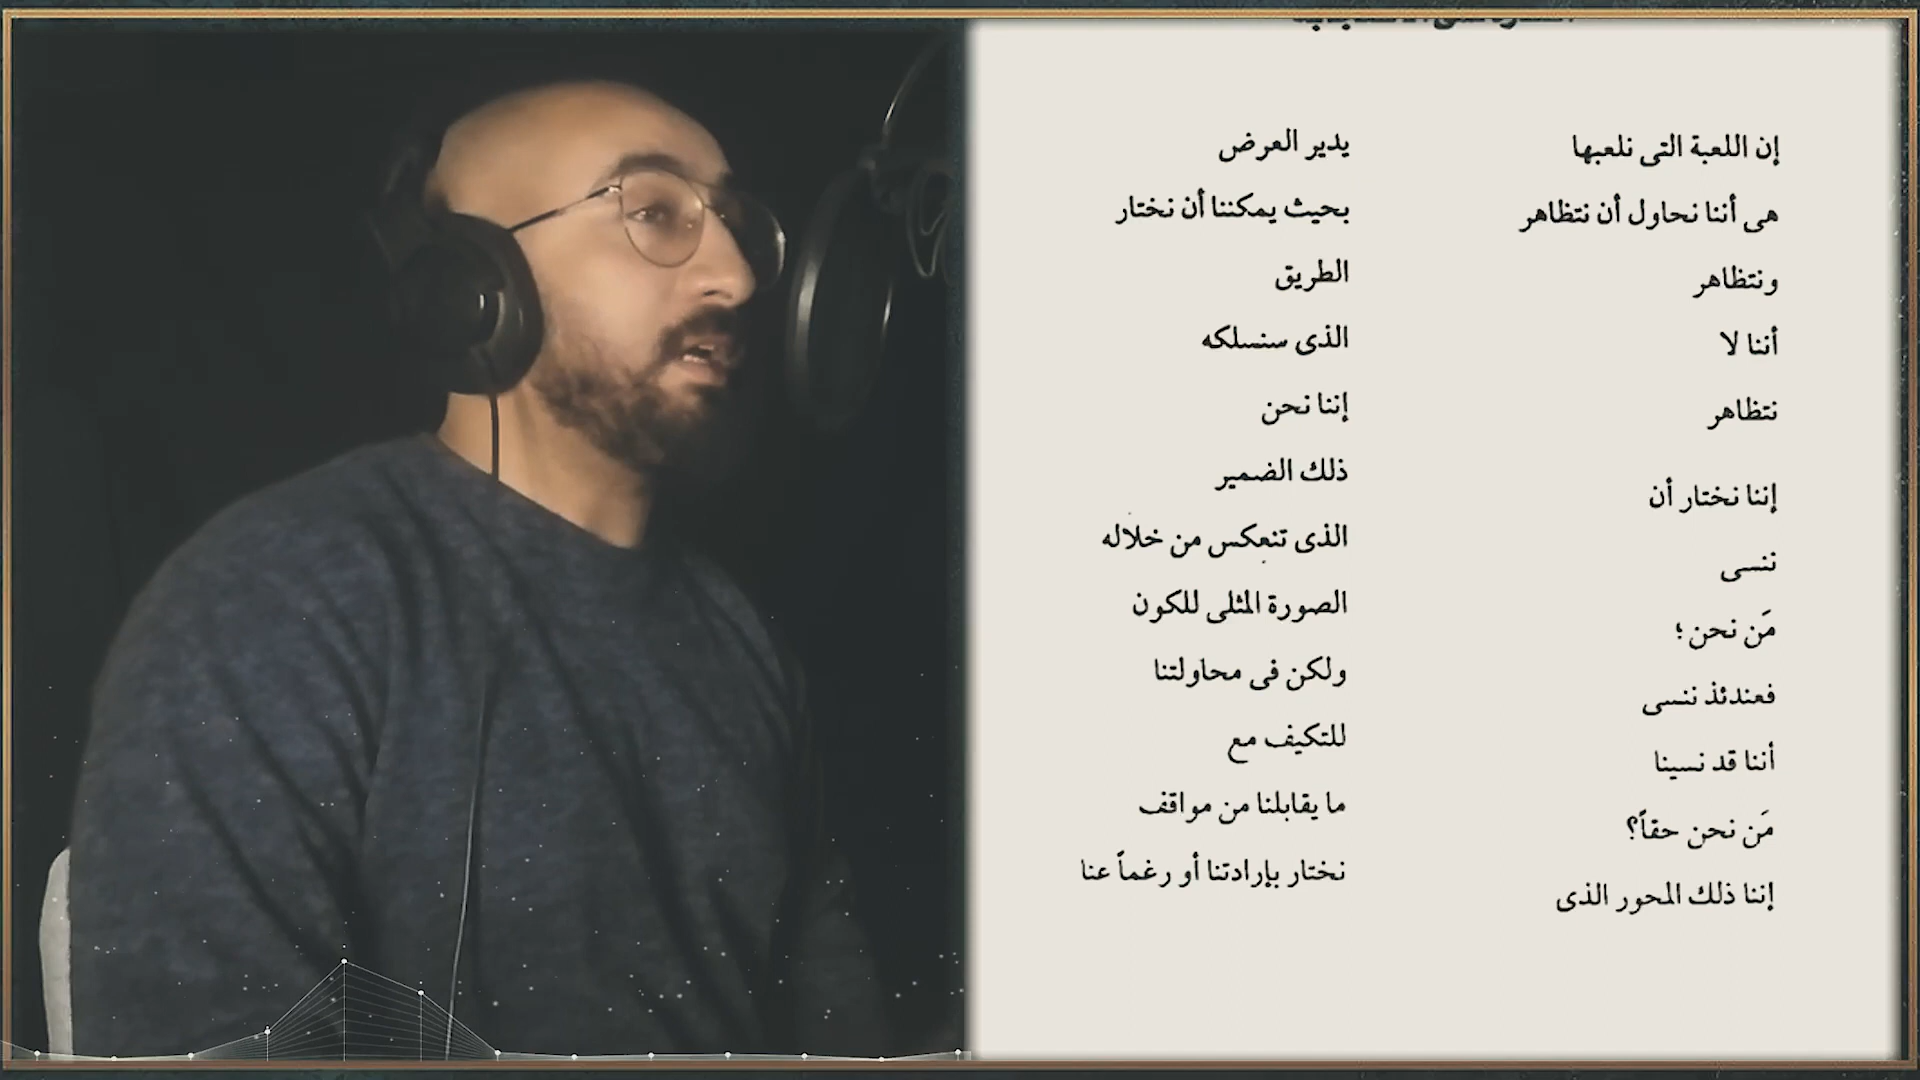 إن اللعبة التى نلعبها
هى أننا نحاول أن نتظاهر
ونتظاهر
أننا لا
نتظاهر
إننا نختار أن
ننسى
مَن نحن؛
فعندئذ ننسى
أننا قد نسينا
مَن نحن حقاً؟
إننا ذلك المحور الذى
يدير العرض
بحيث يمكننا أن نختار
الطريق
الذى سنسلكه
إننا نحن
ذلك الضمير
الذى تنعكس من خلاله
الصورة المثلى للكون
ولكن فى محاولتنا
للتكيف مع
ما يقابلنا من مواقف
نختار بإرادتنا أو رغماً عنا